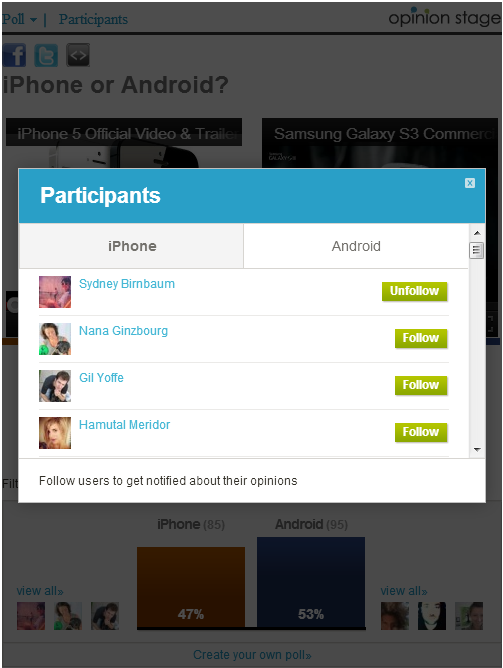 Poll | Participants
opinion stage
iPhone or Android?
iPhone 5 Official Video & Traile
Samsung Galaxy S3 Commerc
Participants
x
iPhone Android
Sydney Birnbaum Unfollow
Nana Ginzbourg Follow
Gil Yoffe Follow
Hamutal Meridor Follow
Follow users to get notified about their opinions
iPhone (85) Android (95)
47% 53%
view all» view all»
Create your own poll»